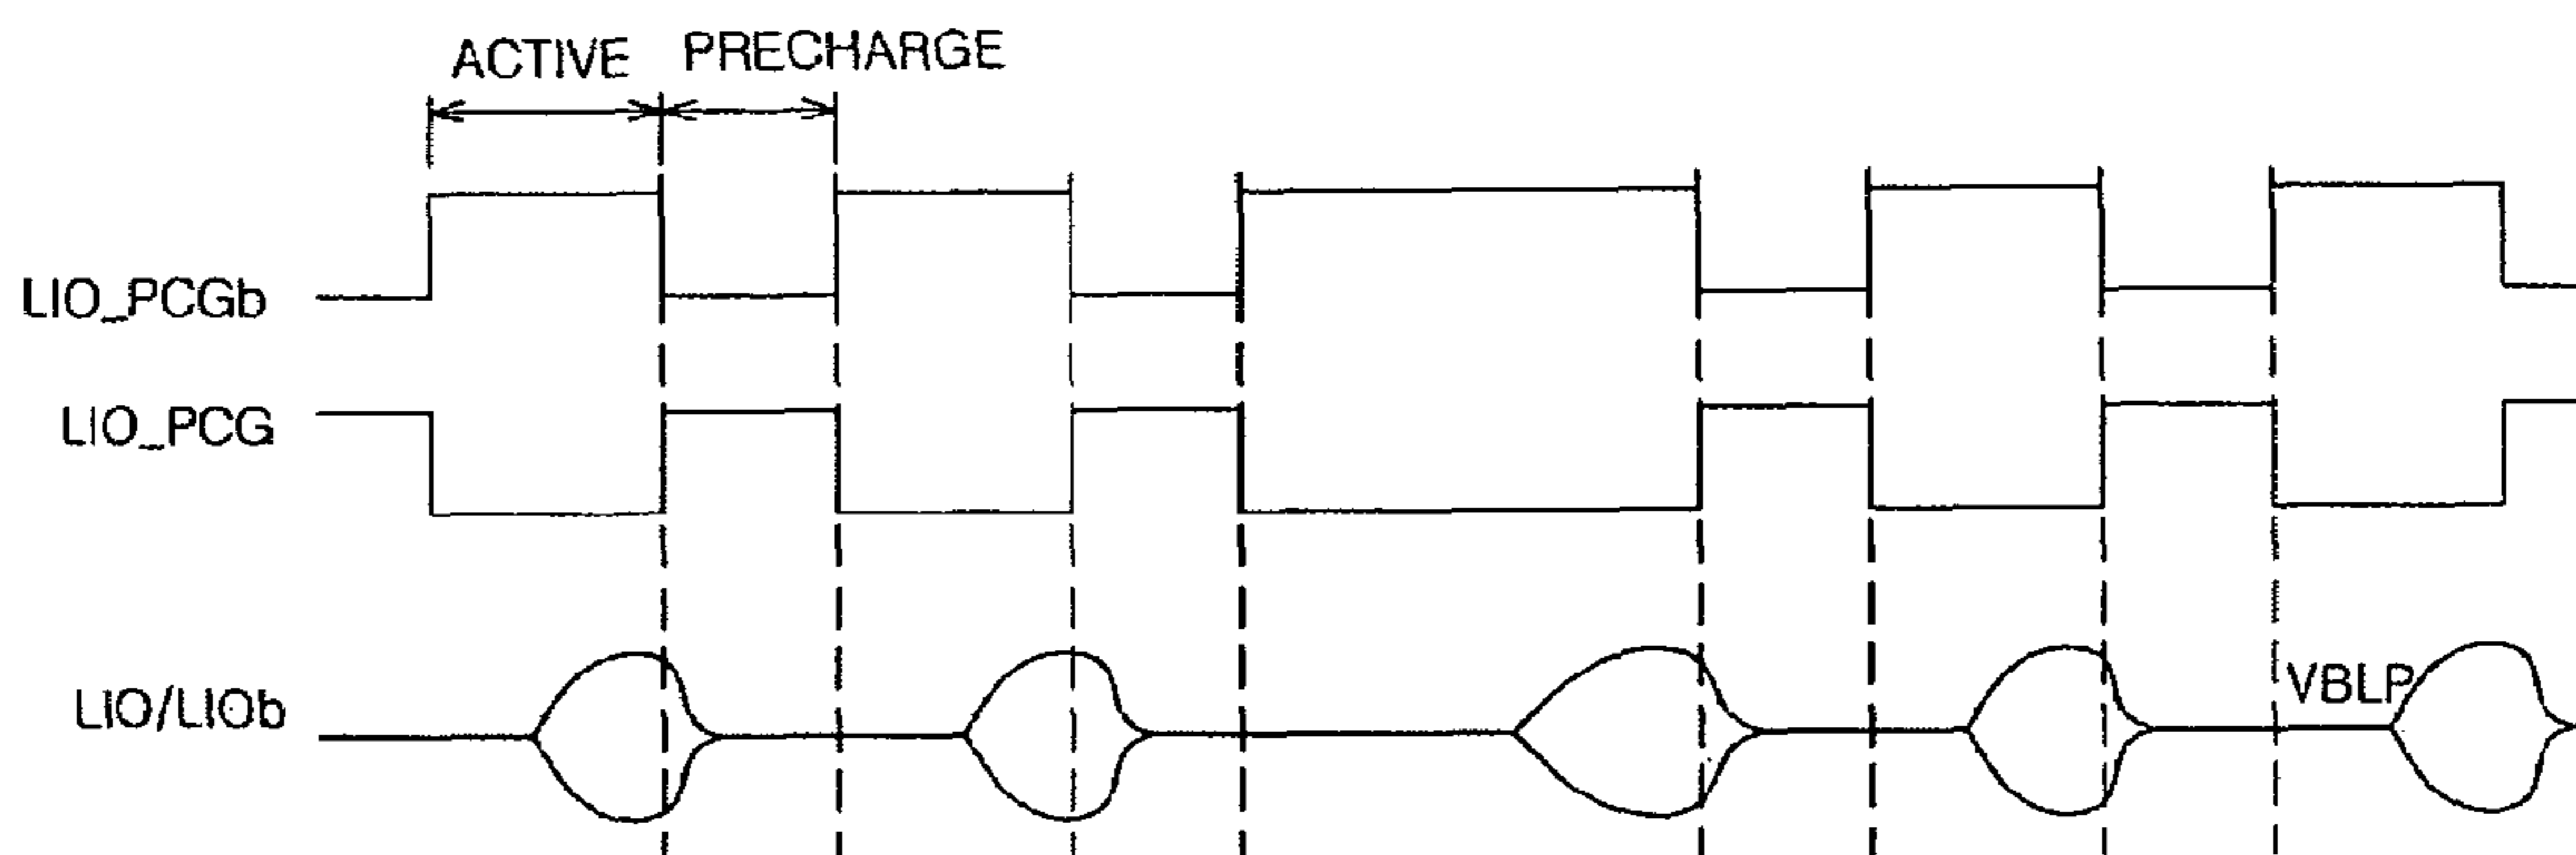 ACTIVE PRECHARGE
LIO_PCGb
LIO_PCG
LIO/LIOb
VBLP